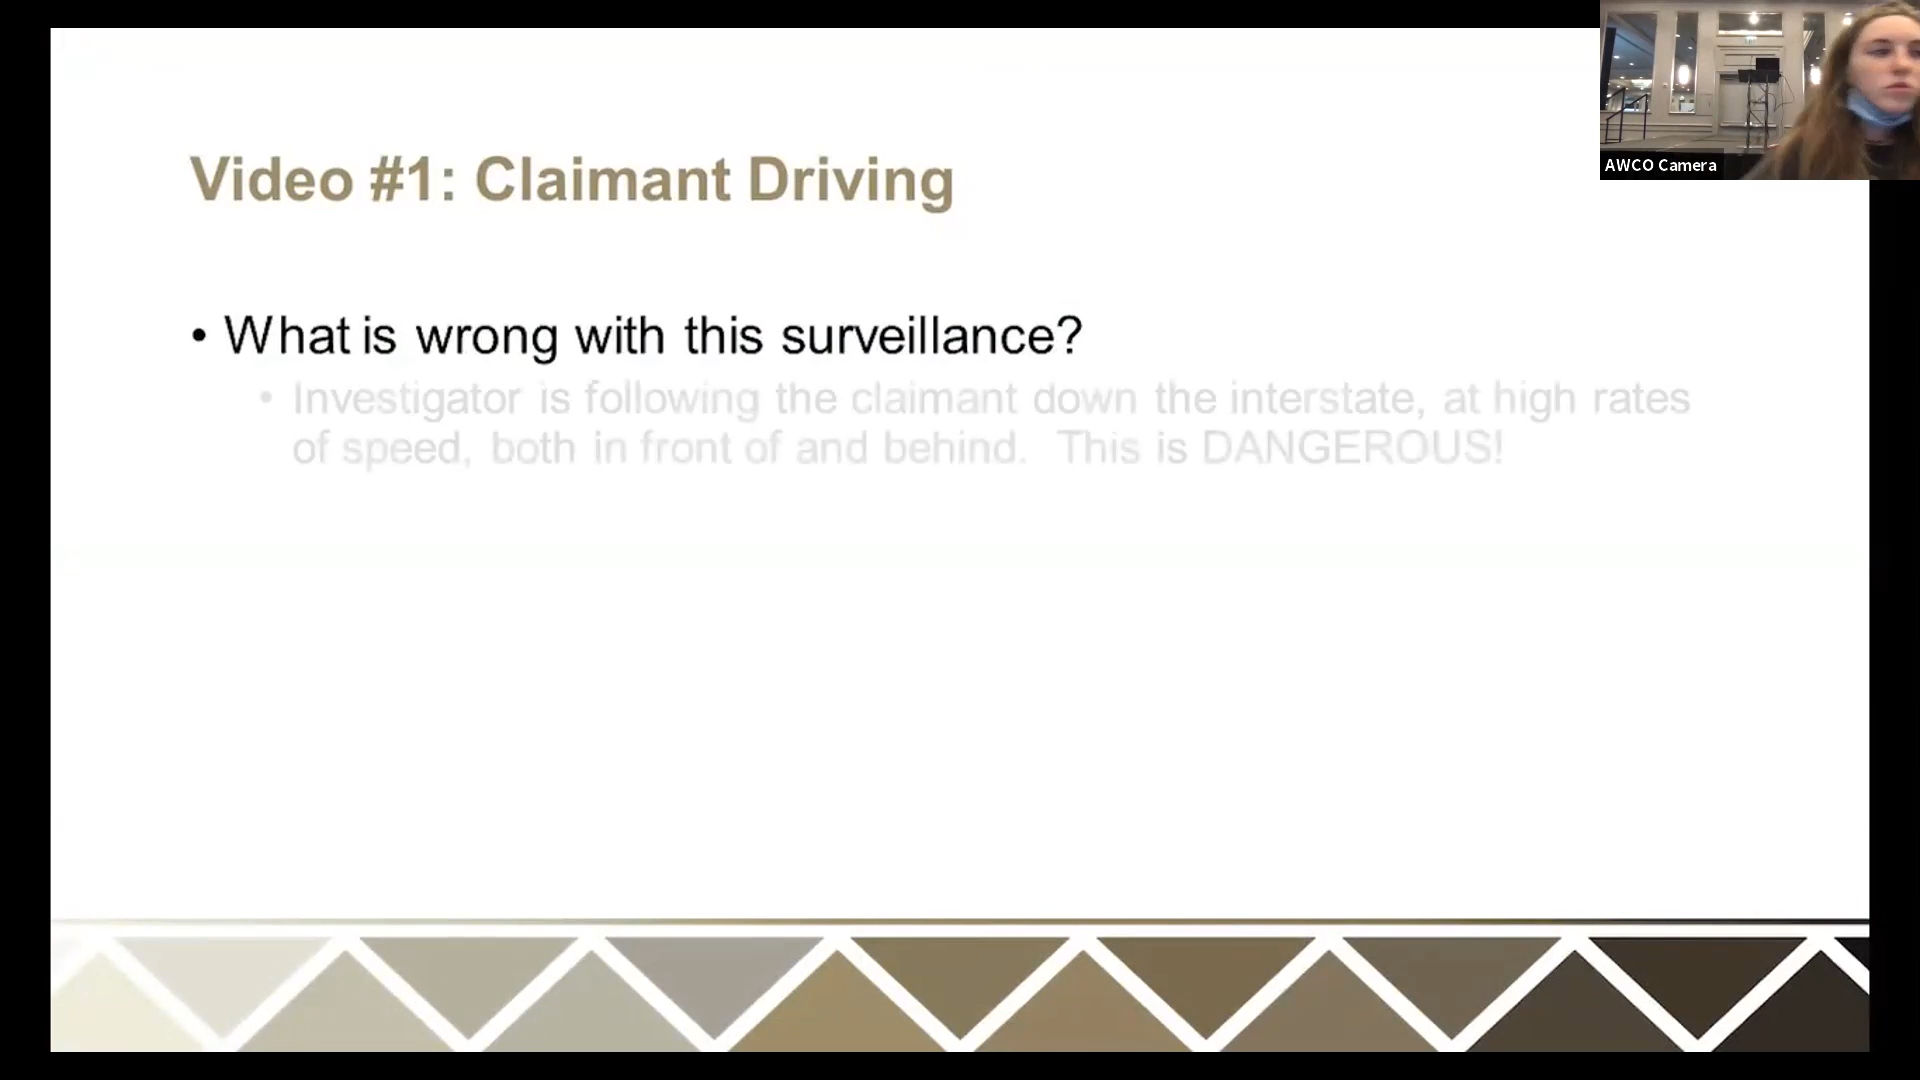 Video #1: Claimant Driving
AWCO Camera
• What is wrong with this surveillance?
• Investigator is following the claimant down the interstate, at high rates
of speed, both in front of and behind.  This is DANGEROUS!